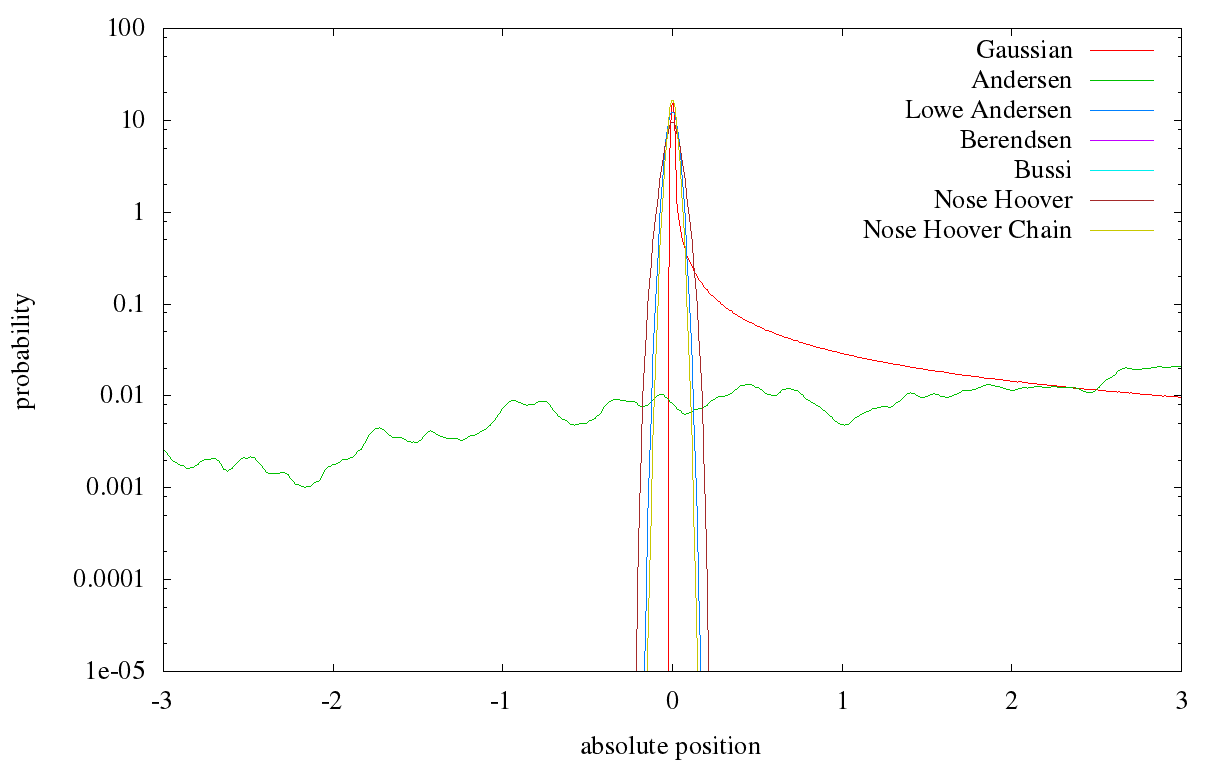 100
10
1
0.1
0.01
0.001
0.0001
1e-05
-3
-2
-1
0
1
2
3
probability
absolute position
Gaussian
Andersen
Lowe Andersen
Berendsen
Bussi
Nose Hoover
Nose Hoover Chain